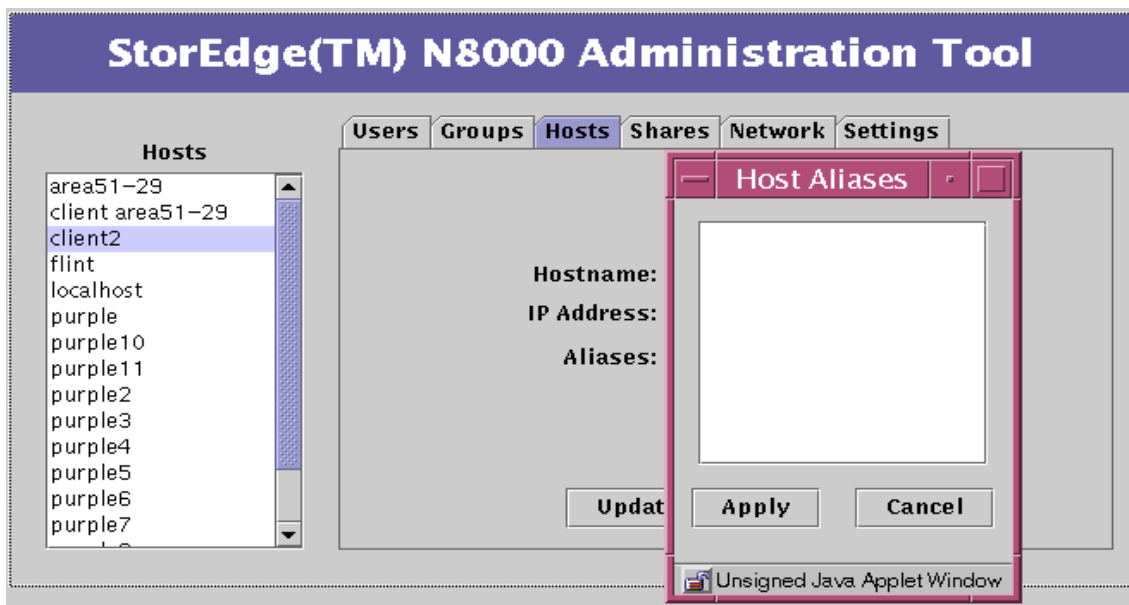 StorEdge(TM) N8000 Administration Tool
Users Groups Hosts Shares Network Settings
Hosts
area51-29
client area51-29
client2
flint
localhost
purple
purple10
purple11
purple2
purple3
purple4
purple5
purple6
purple7
Hostname:
IP Address:
Aliases:
Updat
Host Aliases
Apply Cancel
Unsigned Java Applet Window